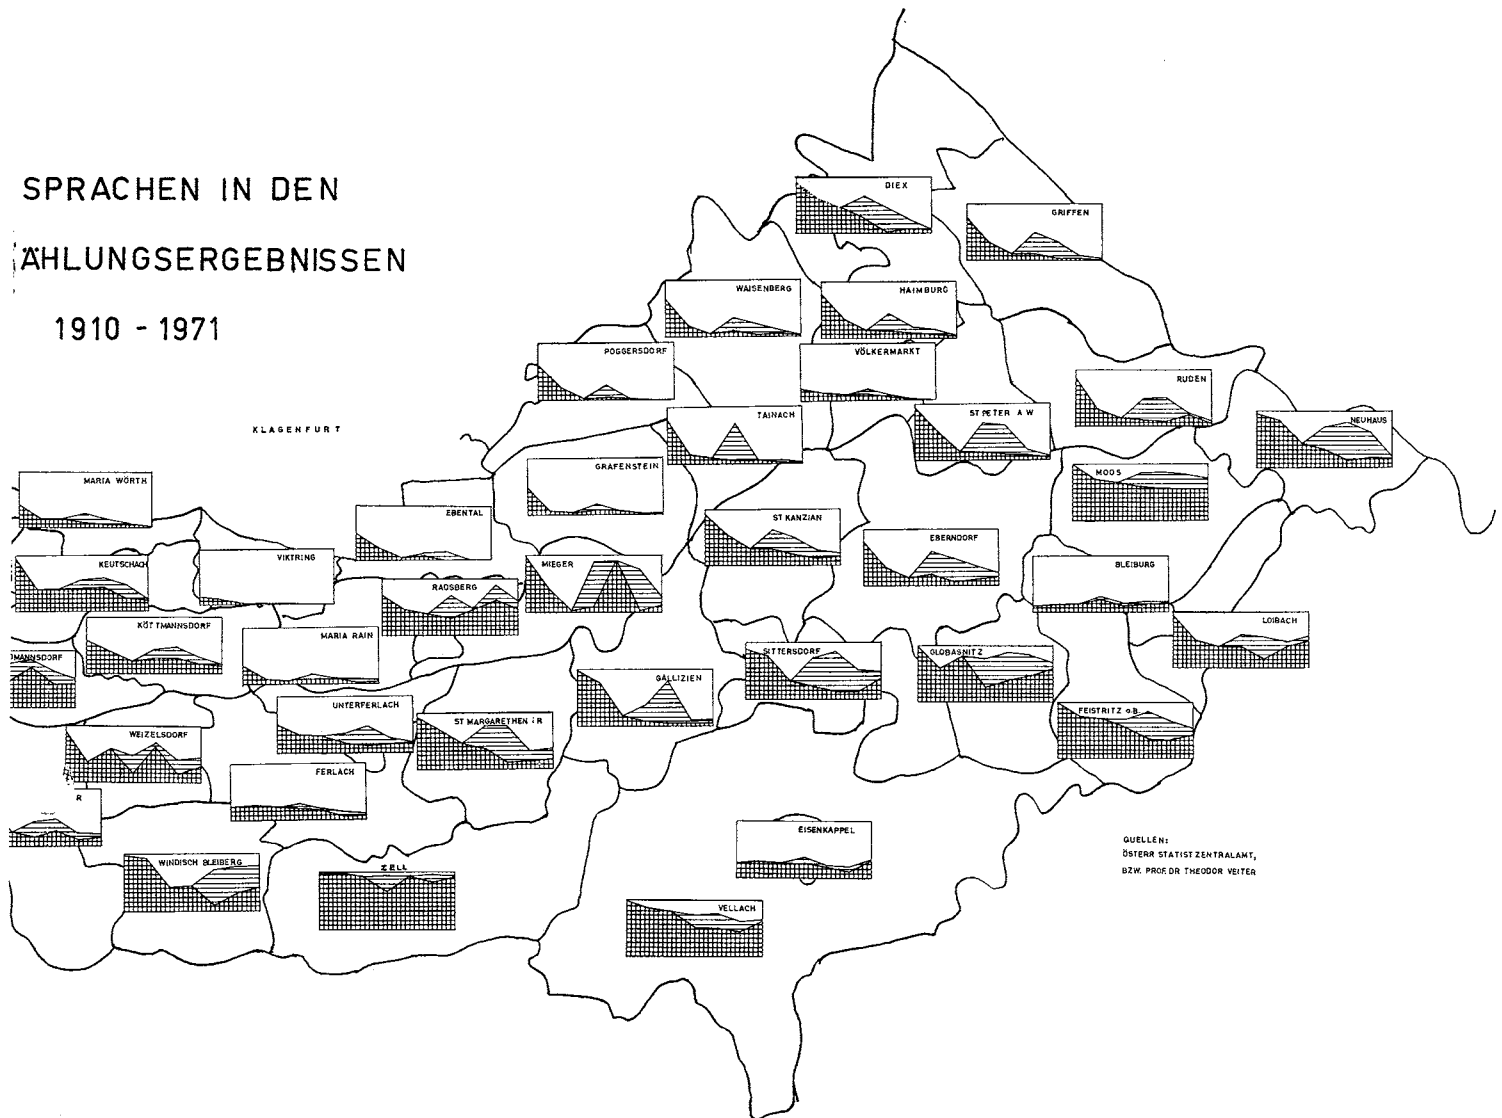 SPRACHEN IN DEN
ÄHLUNGSERGEBNISSEN
1910 - 1971
DIEX
GRIFFEN
WAISENBERG
HAIMBURG
POGGERSDORF
VÖLKERMARKT
RUDEN
TAINACH
ST PETER A W
NEUHAUS
KLAGENFURT
GRAFENSTEIN
MOOS
MARIA WÖRTH
EBENTAL
ST KANZIAN
EBERNDORF
KEUTSCHACH
VIKTRING
MIEGER
BLEIBURG
RADSBERG
KÖTTMANNSDORF
MARIA RAIN
LOIBACH
MANNSDORF
SITTERSDORF
GLOBASNITZ
GALLIZIEN
UNTERFERLACH
ST MARGARETHEN i R
FEISTRITZ o.B.
WEIZELSDORF
FERLACH
R
EISENKAPPEL
WINDISCH BLEIBERG
ZELL
VELLACH
QUELLEN:
ÖSTERR STATIST ZENTRALAMT,
BZW. PROF. DR THEODOR VEITER